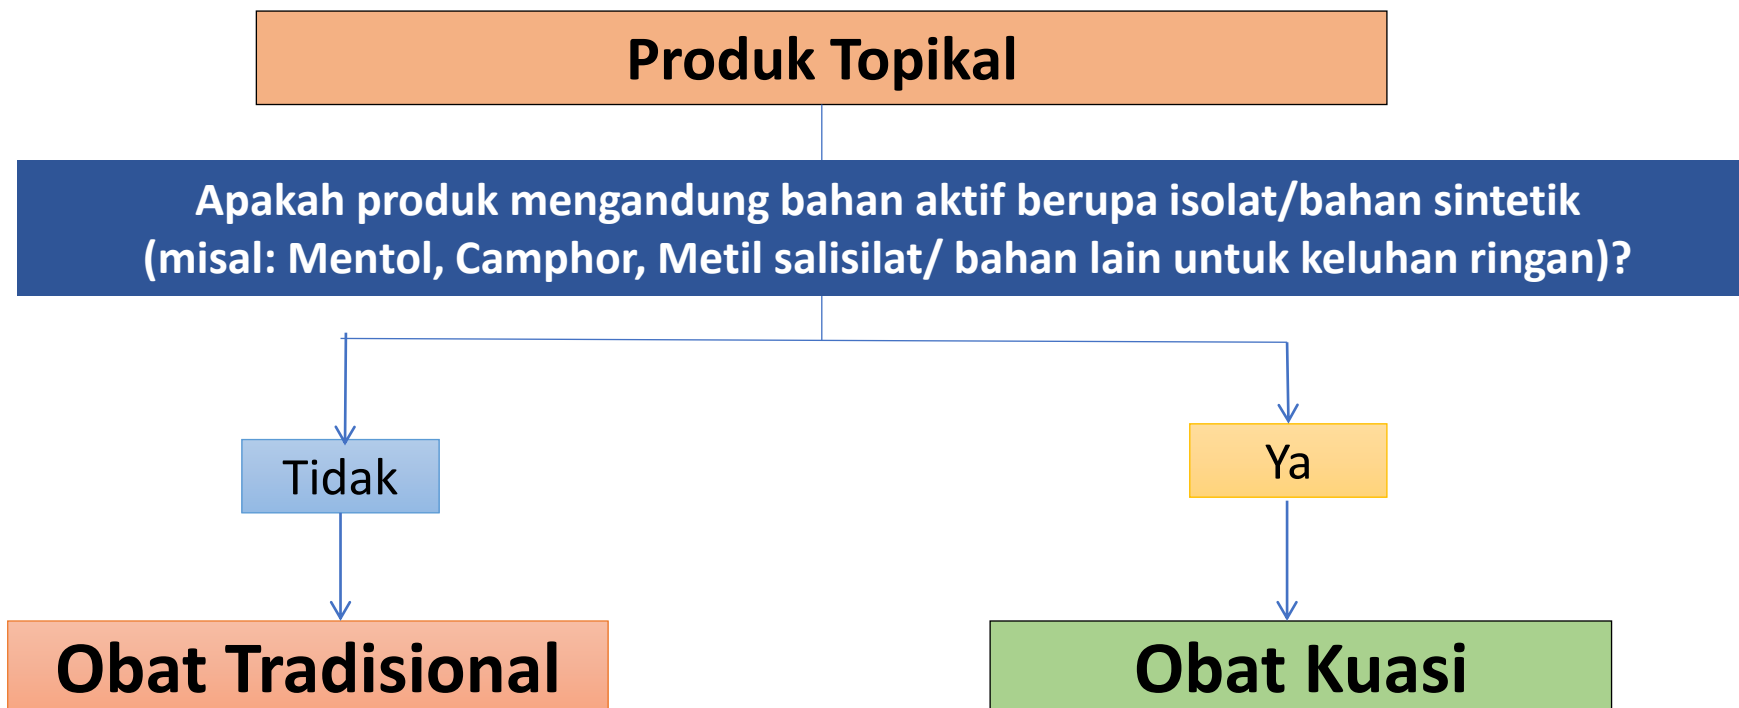 Produk Topikal
Apakah produk mengandung bahan aktif berupa isolat/bahan sintetik
(misal: Mentol, Camphor, Metil salisilat/ bahan lain untuk keluhan ringan)?
Tidak
Ya
Obat Tradisional
Obat Kuasi